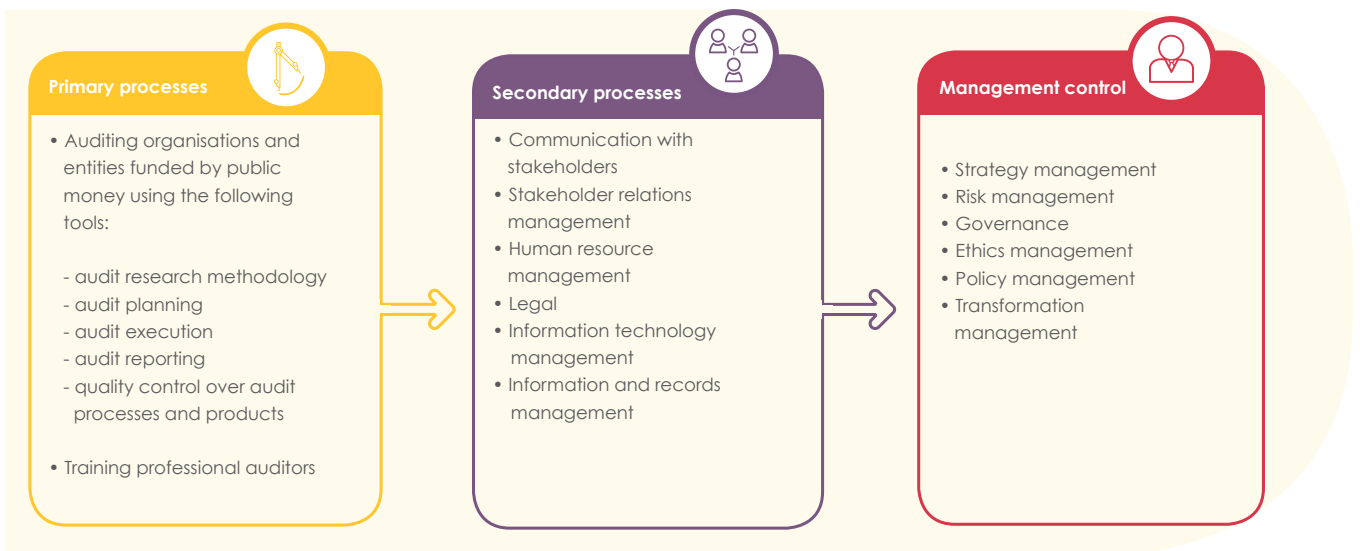 Primary processes
• Auditing organisations and
entities funded by public
money using the following
tools:
- audit research methodology
- audit planning
- audit execution
- audit reporting
- quality control over audit
processes and products
• Training professional auditors
Secondary processes
• Communication with
stakeholders
• Stakeholder relations
management
• Human resource
management
• Legal
• Information technology
management
• Information and records
management
Management control
• Strategy management
• Risk management
• Governance
• Ethics management
• Policy management
• Transformation
management